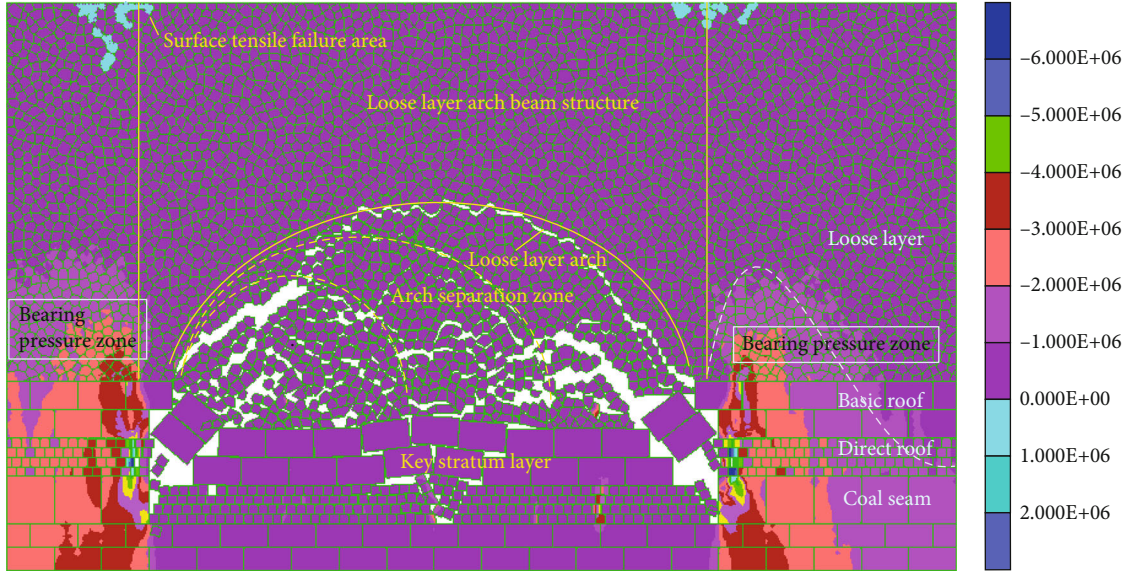 Surface tensile failure area
Loose layer arch beam structure
Loose layer
Loose layer arch
Arch separation zone
Bearing
pressure zone
Bearing pressure zone
Basic roof
Direct roof
Key stratum layer
Coal seam
–6.000E+06
–5.000E+06
–4.000E+06
–3.000E+06
–2.000E+06
–1.000E+06
0.000E+00
1.000E+06
2.000E+06